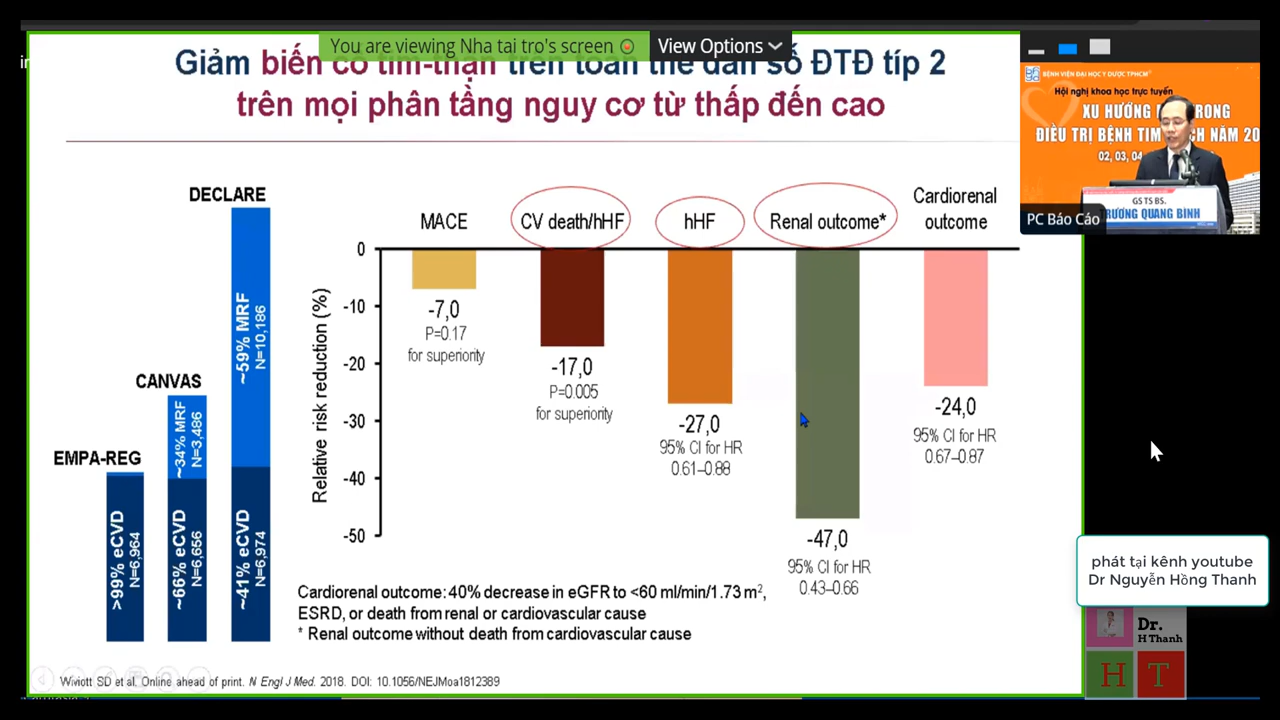 You are viewing Nha tai tro's screen
View Options
Giảm biến cố tim-thận trên toàn thể dân số ĐTĐ típ 2
trên mọi phân tầng nguy cơ từ thấp đến cao
BỆNH VIỆN ĐẠI HỌC Y DƯỢC TPHCM
Hội nghị khoa học trực tuyến
XU HƯỚNG
TRONG
ĐIỀU TRỊ BỆNH TIM
NĂM 20
02, 03, 04
GS TS BS.
TRƯƠNG QUANG BÌNH
PC Báo Cáo
DECLARE
~59% MRF
N=10,186
~41% eCVD
N=6,974
CANVAS
~34% MRF
N=3,486
~66% eCVD
N=6,656
EMPA-REG
>99% eCVD
N=6,964
MACE
CV death/hHF
hHF
Renal outcome*
Cardiorenal
outcome
Relative risk reduction (%)
0
-10
-20
-30
-40
-50
-7,0
P=0.17
for superiority
-17,0
P=0.005
for superiority
-27,0
95% CI for HR
0.61–0.88
-47,0
95% CI for HR
0.43–0.66
-24,0
95% CI for HR
0.67–0.87
Cardiorenal outcome: 40% decrease in eGFR to <60 ml/min/1.73 m², 
ESRD, or death from renal or cardiovascular cause
* Renal outcome without death from cardiovascular cause
Wiviott SD et al. Online ahead of print. N Engl J Med. 2018. DOI: 10.1056/NEJMoa1812389
phát tại kênh youtube
Dr Nguyễn Hồng Thanh
Dr.
H Thanh
H T